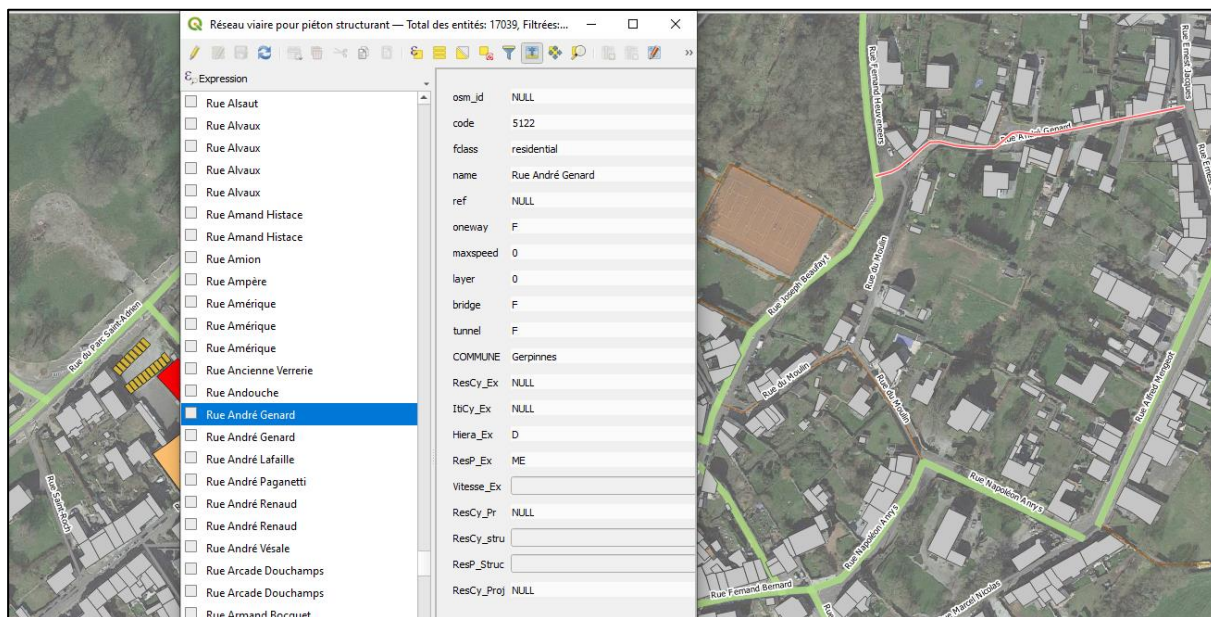 Réseau viaire pour piéton structurant — Total des entités: 17039, Filtrées:...
»
Expression
Rue Alsaut
Rue Alvaux
Rue Alvaux
Rue Alvaux
Rue Alvaux
Rue Amand Histace
Rue Amand Histace
Rue Amion
Rue Ampère
Rue Amérique
Rue Amérique
Rue Amérique
Rue Ancienne Verrerie
Rue Andouche
Rue André Genard
Rue André Genard
Rue André Lafaille
Rue André Paganetti
Rue André Renaud
Rue André Renaud
Rue André Vésale
Rue Arcade Douchamps
Rue Arcade Douchamps
Rue Armand Bocquet
osm_id NULL
code 5122
fclass residential
name Rue André Genard
ref NULL
oneway F
maxspeed 0
layer 0
bridge F
tunnel F
COMMUNE Gerpinnes
ResCy_Ex NULL
ItiCy_Ex NULL
Hiera_Ex D
ResP_Ex ME
Vitesse_Ex
ResCy_Pr NULL
ResCy_stru
ResP_Struc
ResCy_Proj NULL
Rue du Parc Saint-Adrien
Rue Saint-Roch
Rue Fernand Heuveneers
Rue Ernest Jacques
Rue André Genard
Rue Ernest Jacques
Rue Joseph Beaufayt
Rue du Moulin
Rue du Moulin
Rue du Moulin
Rue Alfred Mengeot
Rue Napoléon Anrys
Rue Napoléon Anrys
Rue Fernand Bernard
Rue Marcel Nicolas